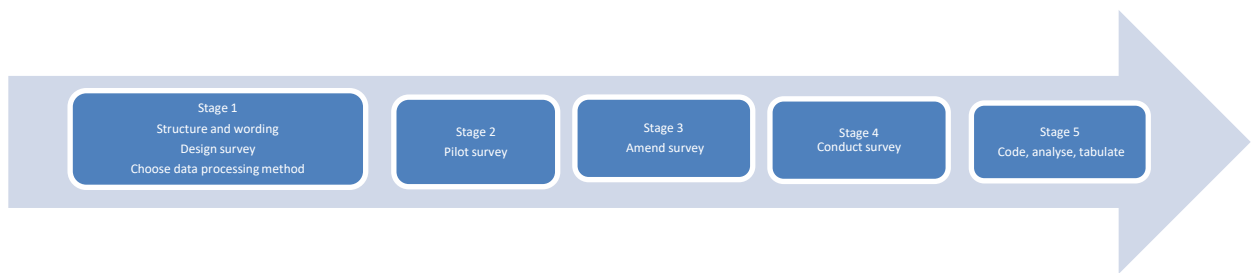 Stage 1
Structure and wording
Design survey
Choose data processing method
Stage 2
Pilot survey
Stage 3
Amend survey
Stage 4
Conduct survey
Stage 5
Code, analyse, tabulate